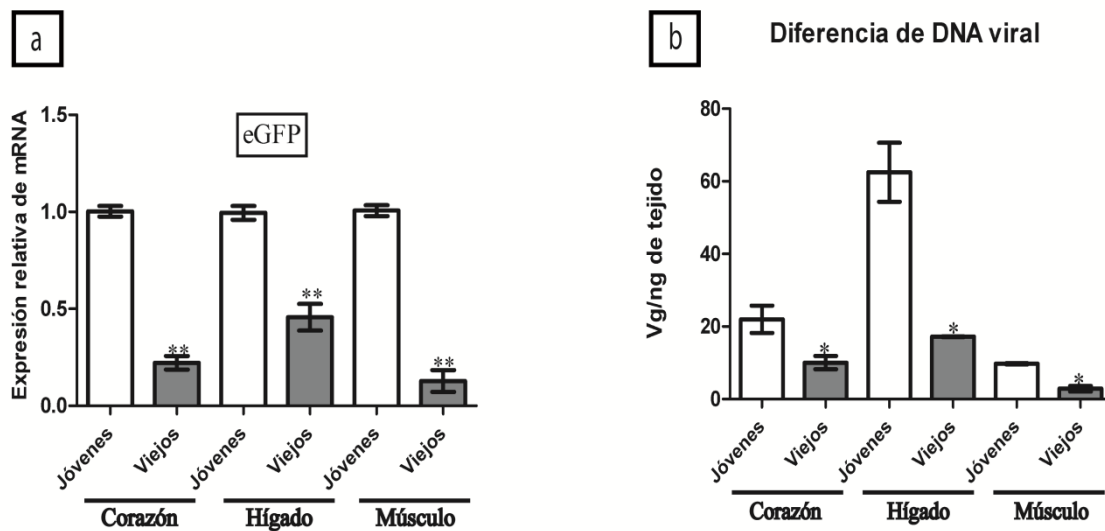 a
eGFP
Expresión relativa de mRNA
1.5
1.0
0.5
0.0
**
**
**
Jóvenes
Viejos
Jóvenes
Viejos
Jóvenes
Viejos
Corazón
Hígado
Músculo
b
Diferencia de DNA viral
Vg/ng de tejido
80
60
40
20
0
*
*
*
Jóvenes
Viejos
Jóvenes
Viejos
Jóvenes
Viejos
Corazón
Hígado
Músculo